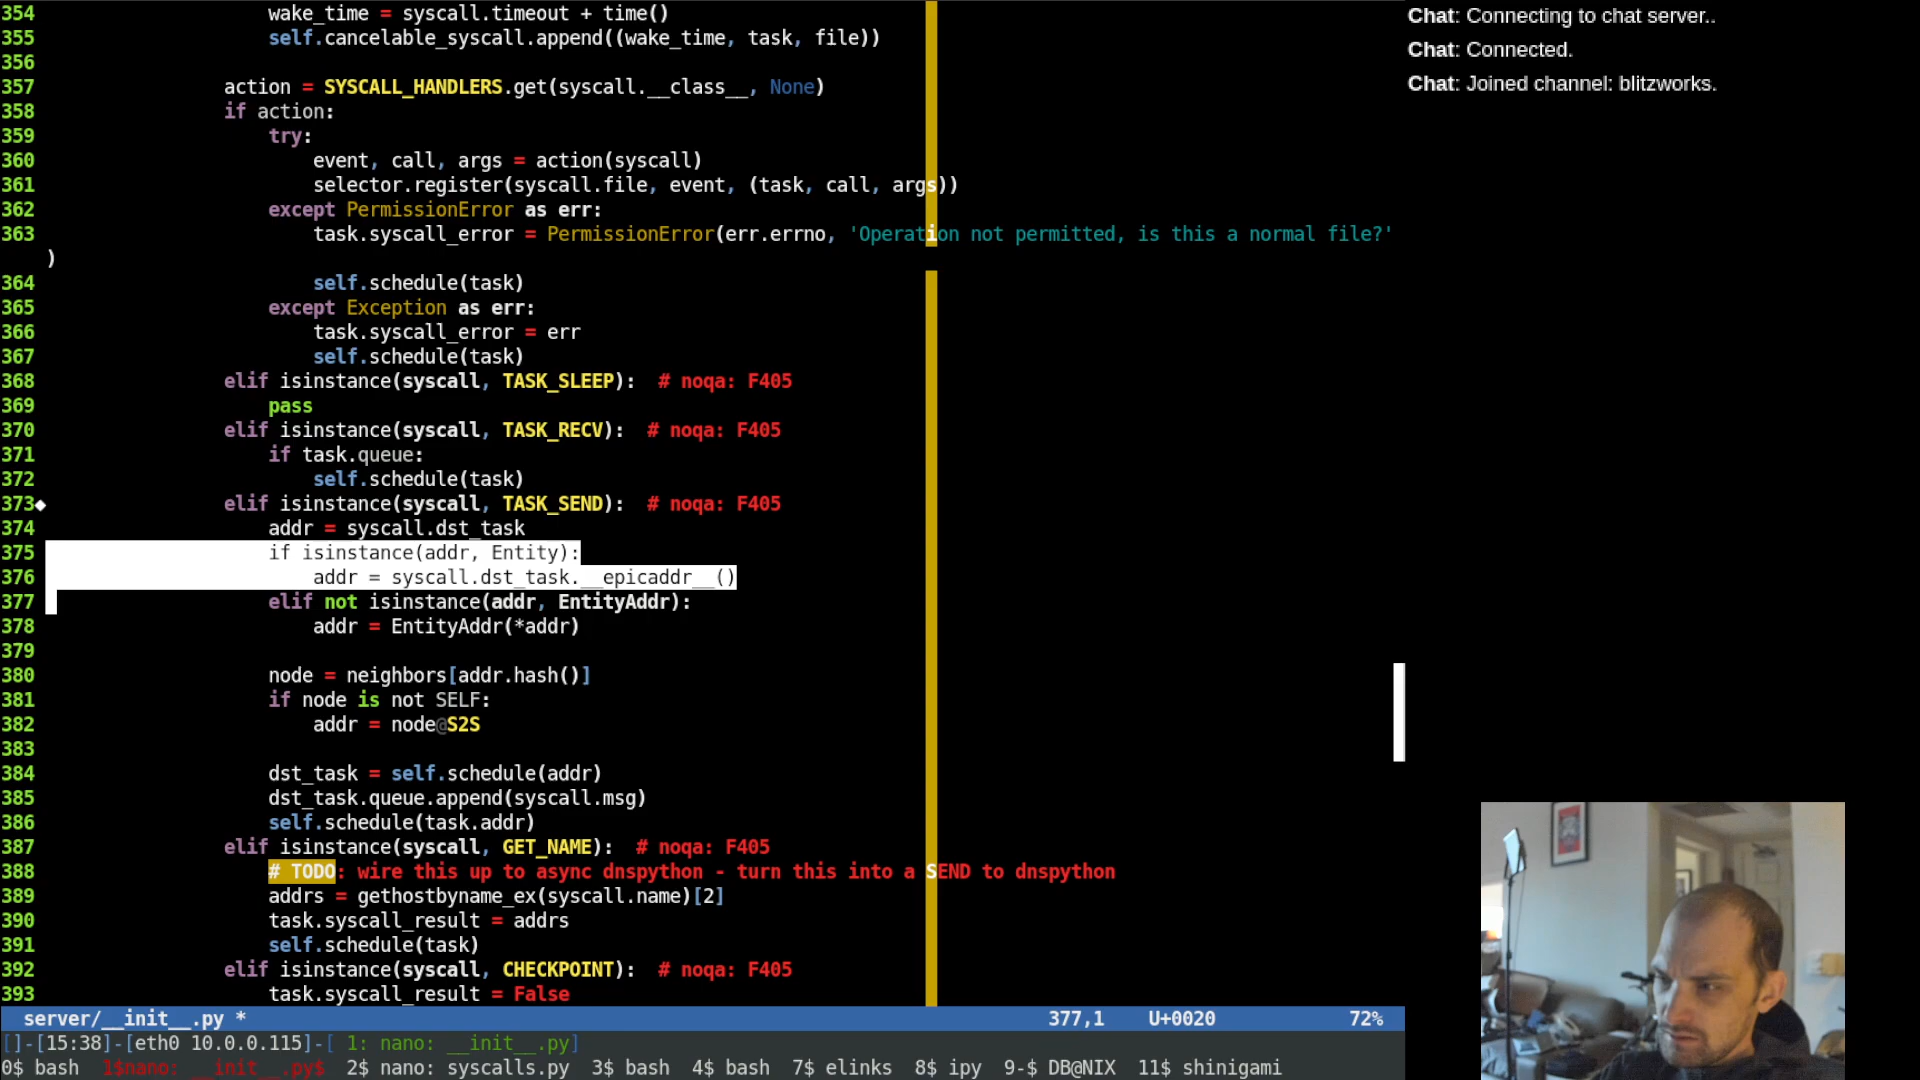 354                     wake_time = syscall.timeout + time()
355                     self.cancelable_syscall.append((wake_time, task, file))
356
357                 action = SYSCALL_HANDLERS.get(syscall.__class__, None)
358                 if action:
359                     try:
360                         event, call, args = action(syscall)
361                         selector.register(syscall.file, event, (task, call, args))
362                     except PermissionError as err:
363                         task.syscall_error = PermissionError(err.errno, 'Operation not permitted, is this a normal file?'
)
364                         self.schedule(task)
365                     except Exception as err:
366                         task.syscall_error = err
367                         self.schedule(task)
368                 elif isinstance(syscall, TASK_SLEEP):  # noqa: F405
369                     pass
370                 elif isinstance(syscall, TASK_RECV):  # noqa: F405
371                     if task.queue:
372                         self.schedule(task)
373◆                elif isinstance(syscall, TASK_SEND):  # noqa: F405
374                     addr = syscall.dst_task
375                     if isinstance(addr, Entity):
376                         addr = syscall.dst_task.__epicaddr__()
377                     elif not isinstance(addr, EntityAddr):
378                         addr = EntityAddr(*addr)
379
380                     node = neighbors[addr.hash()]
381                     if node is not SELF:
382                         addr = node@S2S
383
384                     dst_task = self.schedule(addr)
385                     dst_task.queue.append(syscall.msg)
386                     self.schedule(task.addr)
387                 elif isinstance(syscall, GET_NAME):  # noqa: F405
388                     # TODO: wire this up to async dnspython - turn this into a SEND to dnspython
389                     addrs = gethostbyname_ex(syscall.name)[2]
390                     task.syscall_result = addrs
391                     self.schedule(task)
392                 elif isinstance(syscall, CHECKPOINT):  # noqa: F405
393                     task.syscall_result = False
server/__init__.py *    377,1    U+0020    72%
[]-[15:38]-[eth0 10.0.0.115]-[ 1: nano: __init__.py]
0$ bash  1$nano: __init__.py$  2$ nano: syscalls.py  3$ bash  4$ bash  7$ elinks  8$ ipy  9-$ DB@NIX  11$ shinigami
Chat: Connecting to chat server..
Chat: Connected.
Chat: Joined channel: blitzworks.